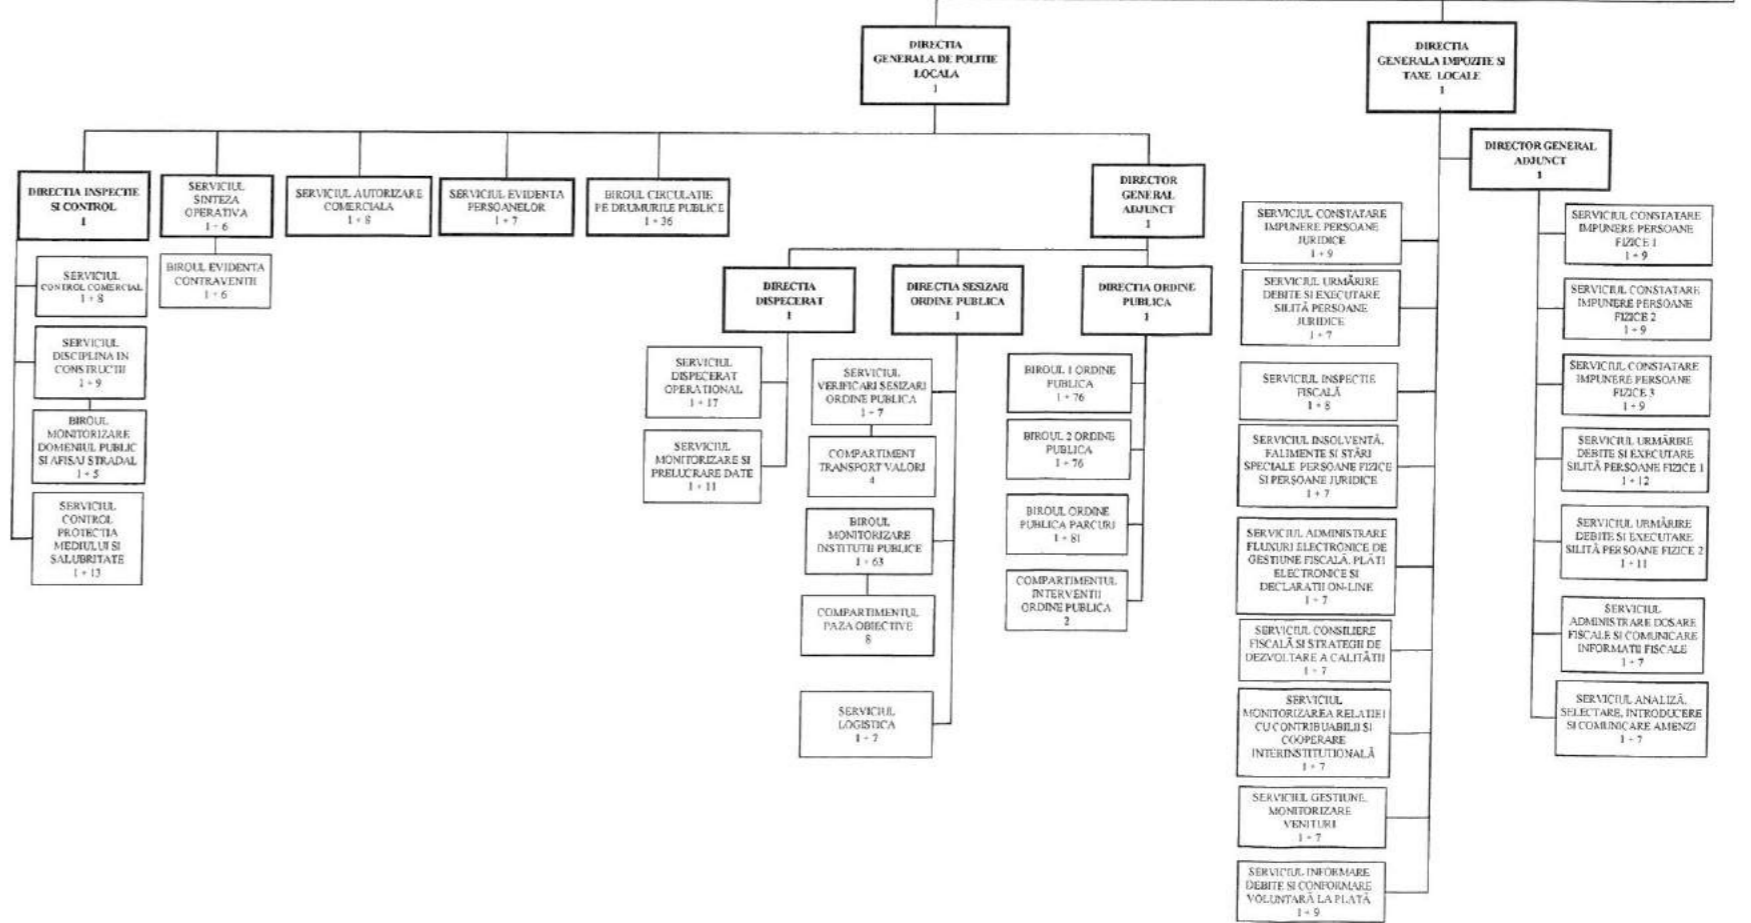 DIRECTIA
GENERALA DE POLITIE
LOCALA
1
DIRECTIA
GENERALA IMPOZITE SI
TAXE LOCALE
1
DIRECTIA INSPECTIE
SI CONTROL
1
SERVICIUL
SINTEZA
OPERATIVA
1 + 6
SERVICIUL AUTORIZARE
COMERCIALA
1 + 8
SERVICIUL EVIDENTA
PERSOANELOR
1 + 7
BIROUL CIRCULATIE
PE DRUMURILE PUBLICE
1 + 36
DIRECTOR
GENERAL
ADJUNCT
1
SERVICIUL
CONTROL COMERCIAL
1 + 8
SERVICIUL
DISCIPLINA IN
CONSTRUCTII
1 + 9
BIROUL
MONITORIZARE
DOMENIUL PUBLIC
SI AFISAJ STRADAL
1 + 5
SERVICIUL
CONTROL
PROTECTIA
MEDIULUI SI
SALUBRITATE
1 + 13
BIROUL EVIDENTA
CONTRAVENTII
1 + 6
DIRECTIA
DISPECERAT
1
DIRECTIA SESIZARI
ORDINE PUBLICA
1
DIRECTIA ORDINE
PUBLICA
1
SERVICIUL
DISPECERAT
OPERATIONAL
1 + 17
SERVICIUL
MONITORIZARE SI
PRELUCRARE DATE
1 + 11
SERVICIUL
VERIFICARI SESIZARI
ORDINE PUBLICA
1 + 7
COMPARTIMENT
TRANSPORT VALORI
4
BIROUL
MONITORIZARE
INSTITUTII PUBLICE
1 + 63
COMPARTIMENTUL
PAZA OBIECTIVE
8
SERVICIUL
LOGISTICA
1 + 7
BIROUL 1 ORDINE
PUBLICA
1 + 76
BIROUL 2 ORDINE
PUBLICA
1 + 76
BIROUL ORDINE
PUBLICA PARCURI
1 + 81
COMPARTIMENTUL
INTERVENTII
ORDINE PUBLICA
2
DIRECTOR GENERAL
ADJUNCT
1
SERVICIUL CONSTATARE
IMPUNERE PERSOANE
JURIDICE
1 + 9
SERVICIUL URMĂRIRE
DEBITE SI EXECUTARE
SILITĂ PERSOANE
JURIDICE
1 + 7
SERVICIUL INSPECTIE
FISCALĂ
1 + 8
SERVICIUL INSOLVENTĂ,
FALIMENTE SI STĂRI
SPECIALE PERSOANE FIZICE
SI PERSOANE JURIDICE
1 + 7
SERVICIUL ADMINISTRARE
FLUXURI ELECTRONICE DE
GESTIUNE FISCALĂ, PLĂTI
ELECTRONICE SI
DECLARATII ON-LINE
1 + 7
SERVICIUL CONSILIERE
FISCALĂ SI STRATEGII DE
DEZVOLTARE A CALITĂTII
1 + 7
SERVICIUL
MONITORIZAREA RELATIEI
CU CONTRIBUABILII SI
COOPERARE
INTERINSTITUTIONALĂ
1 + 7
SERVICIUL GESTIUNE,
MONITORIZARE
VENITURI
1 + 7
SERVICIUL INFORMARE
DEBITE SI CONFORMARE
VOLUNTARĂ LA PLATĂ
1 + 9
SERVICIUL CONSTATARE
IMPUNERE PERSOANE
FIZICE 1
1 + 9
SERVICIUL CONSTATARE
IMPUNERE PERSOANE
FIZICE 2
1 + 9
SERVICIUL CONSTATARE
IMPUNERE PERSOANE
FIZICE 3
1 + 9
SERVICIUL URMĂRIRE
DEBITE SI EXECUTARE
SILITĂ PERSOANE FIZICE 1
1 + 12
SERVICIUL URMĂRIRE
DEBITE SI EXECUTARE
SILITĂ PERSOANE FIZICE 2
1 + 11
SERVICIUL
ADMINISTRARE DOSARE
FISCALE SI COMUNICARE
INFORMATII FISCALE
1 + 7
SERVICIUL ANALIZĂ,
SELECTARE, INTRODUCERE
SI COMUNICARE AMENZI
1 + 7